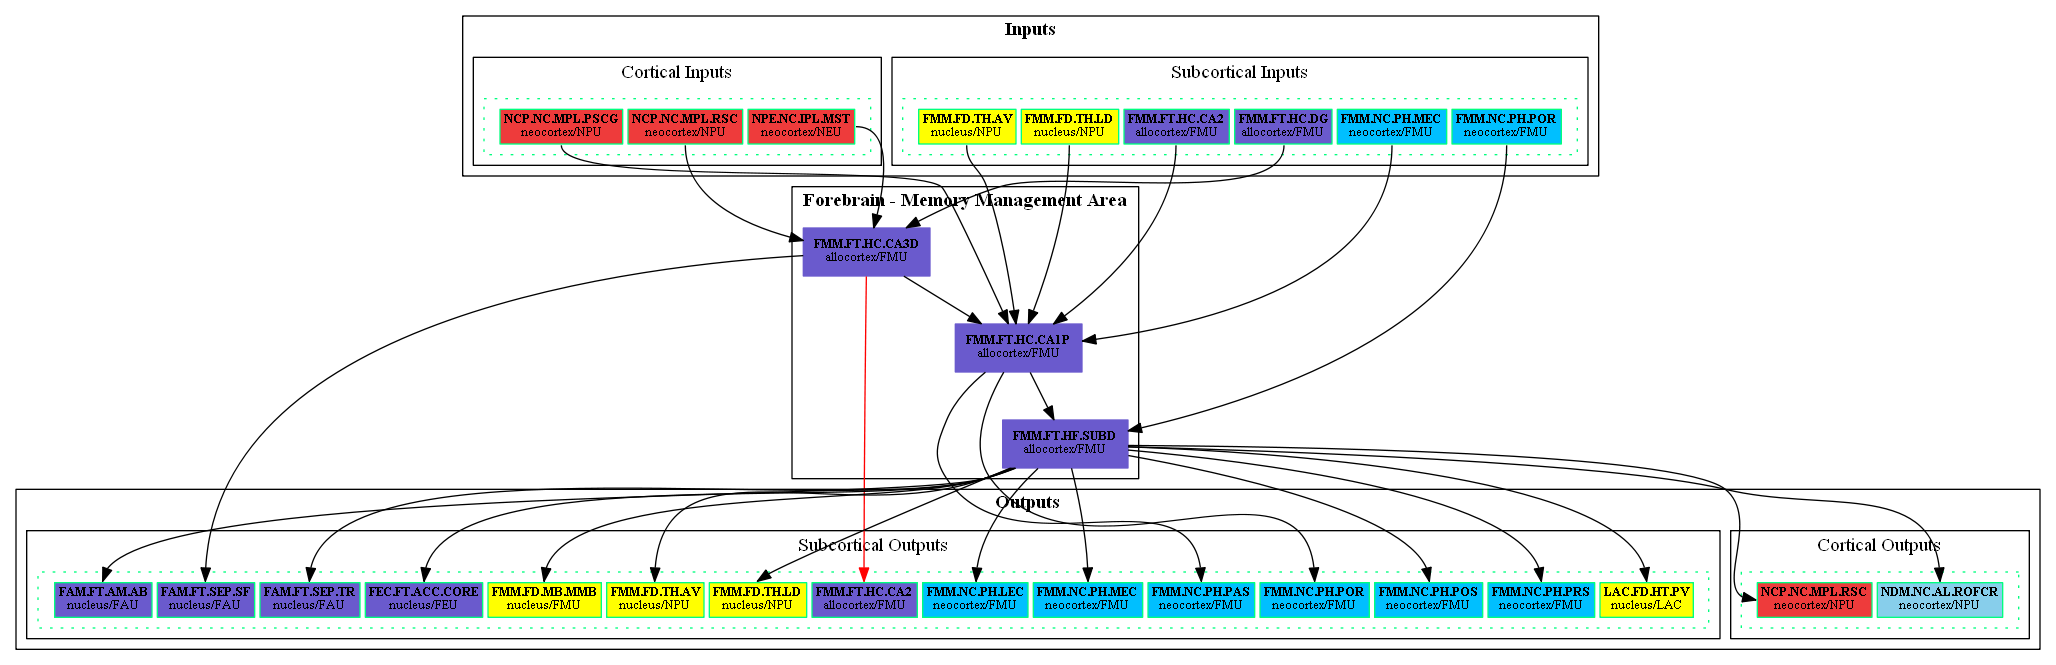 Inputs
Cortical Inputs
Subcortical Inputs
NCP.NC.MPL.PSCG
neocortex/NPU
NCP.NC.MPL.RSC
neocortex/NPU
NPE.NC.IPL.MST
neocortex/NEU
FMM.FD.TH.AV
nucleus/NPU
FMM.FD.TH.LD
nucleus/NPU
FMM.FT.HC.CA2
allocortex/FMU
FMM.FT.HC.DG
allocortex/FMU
FMM.NC.PH.MEC
neocortex/FMU
FMM.NC.PH.POR
neocortex/FMU
Forebrain - Memory Management Area
FMM.FT.HC.CA3D
allocortex/FMU
FMM.FT.HC.CA1P
allocortex/FMU
FMM.FT.HF.SUBD
allocortex/FMU
Outputs
Subcortical Outputs
Cortical Outputs
FAM.FT.AM.AB
nucleus/FAU
FAM.FT.SEP.SF
nucleus/FAU
FAM.FT.SEP.TR
nucleus/FAU
FEC.FT.ACC.CORE
nucleus/FEU
FMM.FD.MB.MMB
nucleus/FMU
FMM.FD.TH.AV
nucleus/NPU
FMM.FD.TH.LD
nucleus/NPU
FMM.FT.HC.CA2
allocortex/FMU
FMM.NC.PH.LEC
neocortex/FMU
FMM.NC.PH.MEC
neocortex/FMU
FMM.NC.PH.PAS
neocortex/FMU
FMM.NC.PH.POR
neocortex/FMU
FMM.NC.PH.POS
neocortex/FMU
FMM.NC.PH.PRS
neocortex/FMU
LAC.FD.HT.PV
nucleus/LAC
NCP.NC.MPL.RSC
neocortex/NPU
NDM.NC.AL.ROFCR
neocortex/NPU